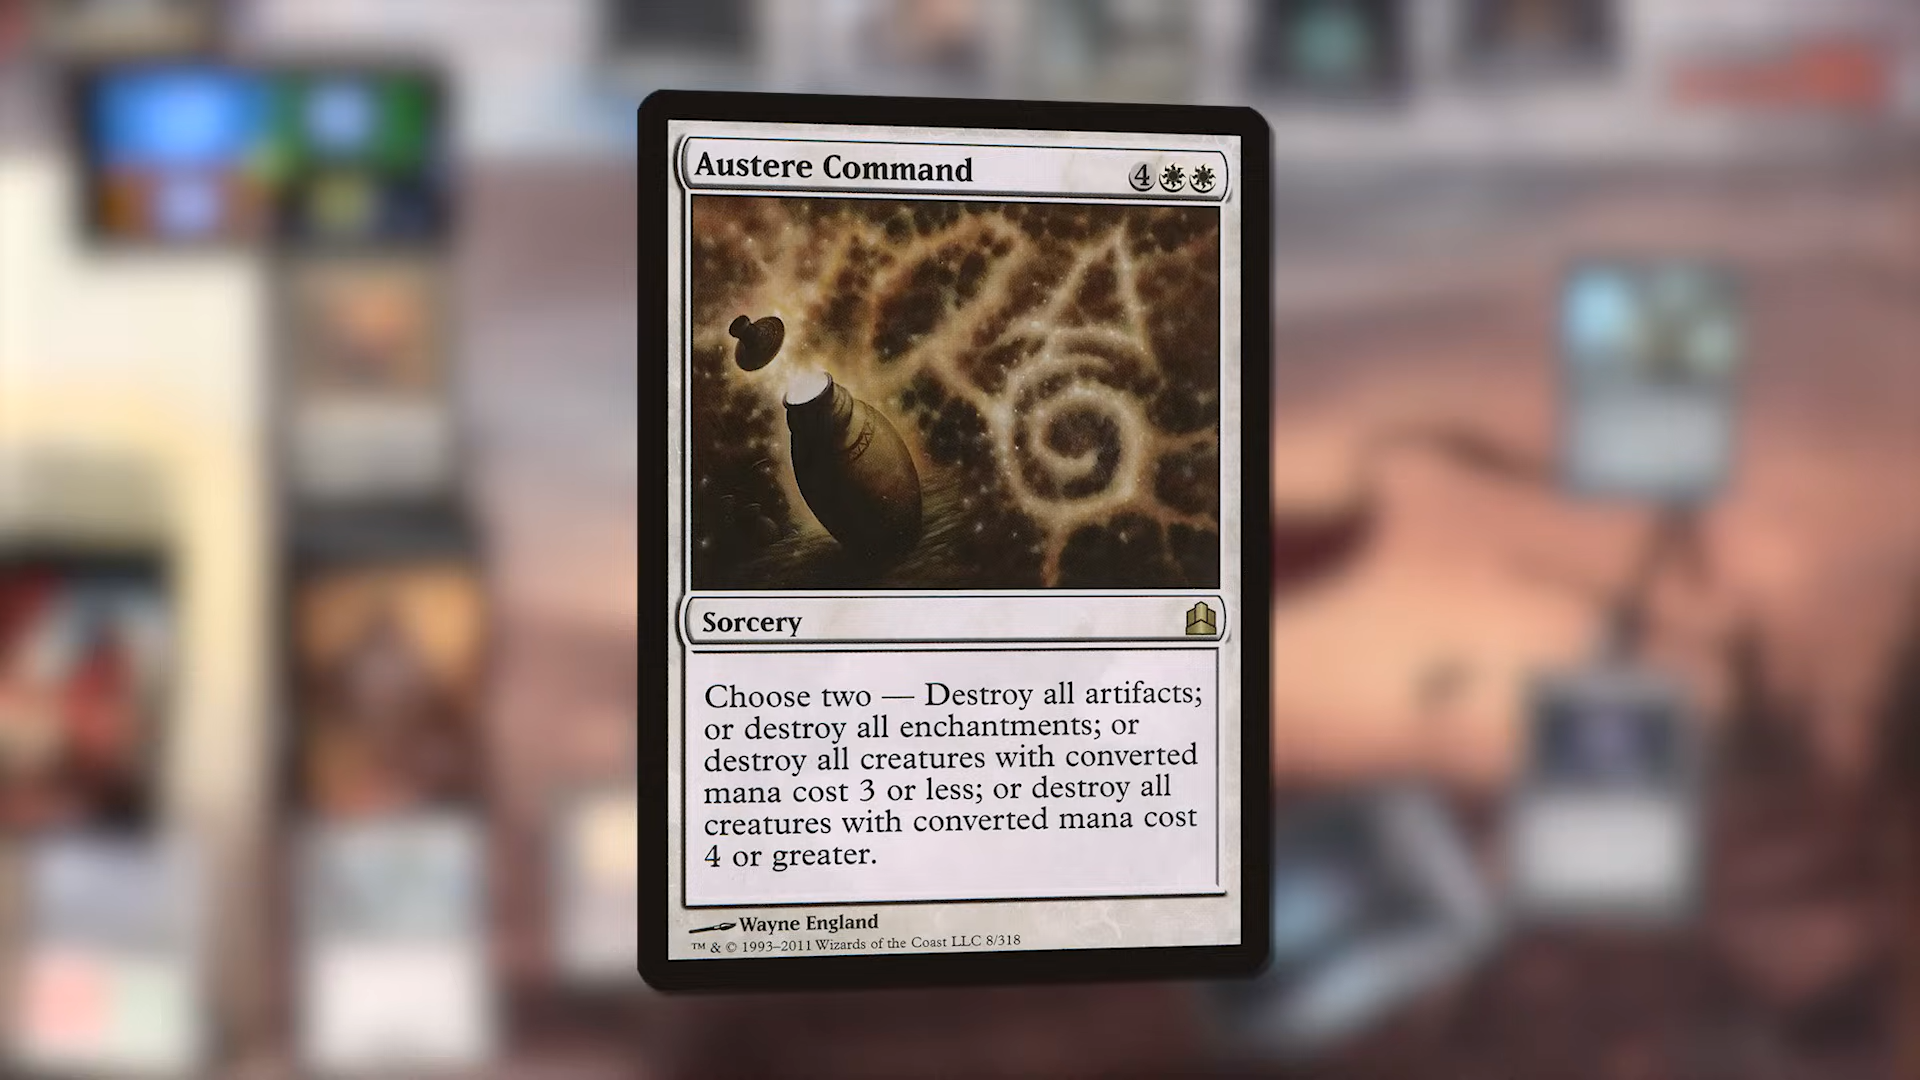 Austere Command 4
Sorcery
Choose two — Destroy all artifacts;
or destroy all enchantments; or
destroy all creatures with converted
mana cost 3 or less; or destroy all
creatures with converted mana cost
4 or greater.
Wayne England
™ & © 1993–2011 Wizards of the Coast LLC 8/318